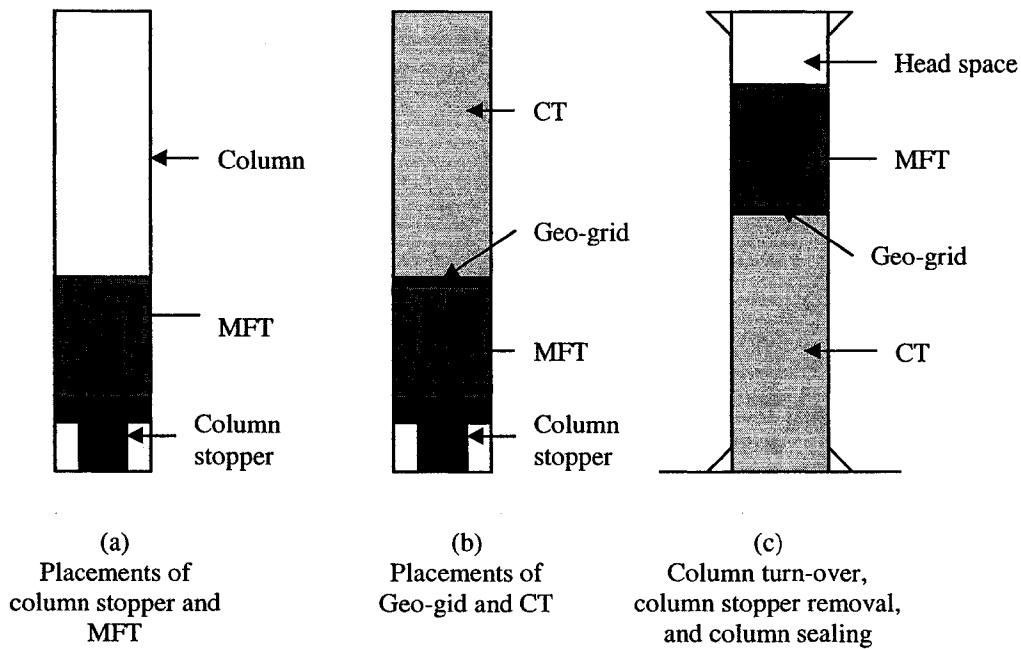 Column
MFT
Column
stopper
(a)
Placements of
column stopper and
MFT
CT
Geo-grid
MFT
Column
stopper
(b)
Placements of
Geo-gid and CT
Head space
MFT
Geo-grid
CT
(c)
Column turn-over,
column stopper removal,
and column sealing